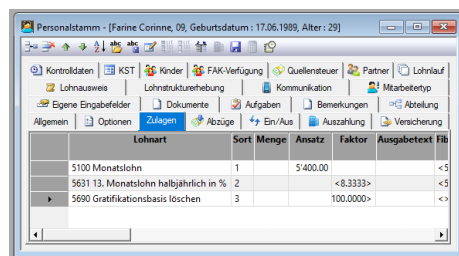 Personalstamm - [Farine Corinne, 09, Geburtsdatum : 17.06.1989, Alter : 29]
Kontrolldaten KST Kinder FAK-Verfügung Quellensteuer Partner Lohnlauf
Lohnausweis Lohnstrukturerhebung Kommunikation Mitarbeitertyp
Eigene Eingabefelder Dokumente Aufgaben Bemerkungen Abteilung
Allgemein Optionen Zulagen Abzüge Ein/Aus Auszahlung Versicherung
Lohnart Sort Menge Ansatz Faktor Ausgabetext Fib
5100 Monatslohn 1 5'400.00 <5
5631 13. Monatslohn halbjährlich in % 2 <8.3333> <5
5690 Gratifikationsbasis löschen 3 100.0000> <>